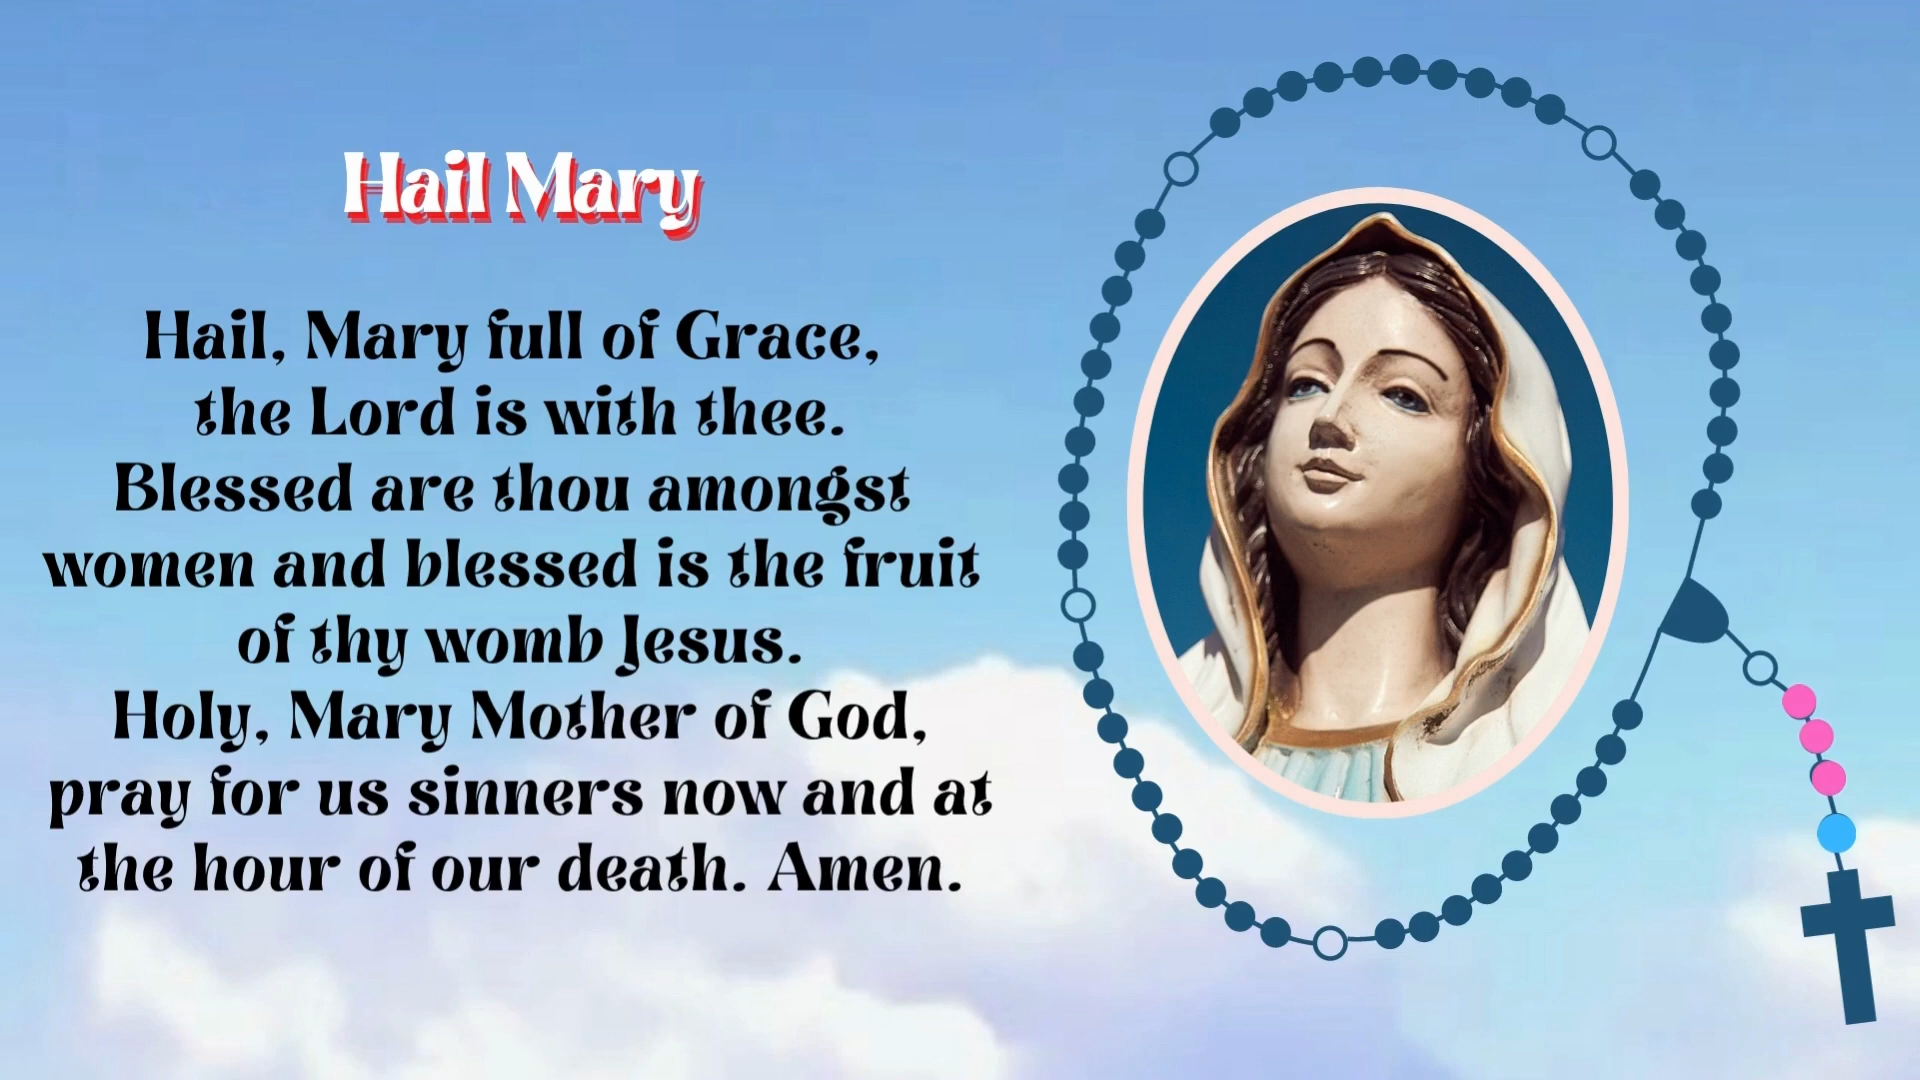 Hail Mary
Hail, Mary full of Grace,
the Lord is with thee.
Blessed are thou amongst
women and blessed is the fruit
of thy womb Jesus.
Holy, Mary Mother of God,
pray for us sinners now and at
the hour of our death. Amen.